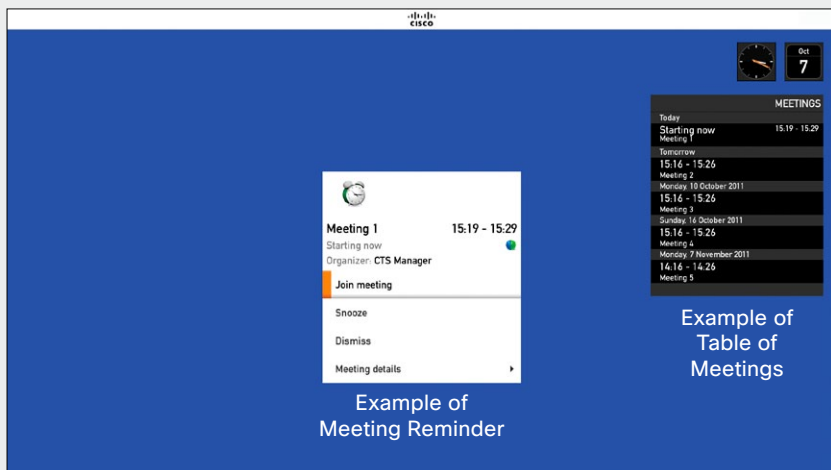 CISCO
Oct
7
MEETINGS
Today
Starting now 15:19 - 15:29
Meeting 1
Tomorrow
15:16 - 15:26
Meeting 2
Monday, 10 October 2011
15:16 - 15:26
Meeting 3
Sunday, 16 October 2011
15:16 - 15:26
Meeting 4
Monday, 7 November 2011
14:16 - 14:26
Meeting 5
Example of
Table of
Meetings
Meeting 1 15:19 - 15:29
Starting now
Organizer: CTS Manager
Join meeting
Snooze
Dismiss
Meeting details
Example of
Meeting Reminder